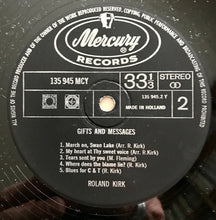 ALL RIGHTS OF THE RECORD PRODUCER AND OF THE OWNER OF THE RECORDED WORK RESERVED. COPYING, PUBLIC PERFORMANCE AND BROADCASTING OF THIS RECORD PROHIBITED
Mercury
RECORDS
135 945 MCY
33 1/3
STEREO
135 945.2 Y
MADE IN HOLLAND
2
GIFTS AND MESSAGES
1. March on, Swan Lake (Arr. R. Kirk)
2. My heart at Thy sweet voice (R. Kirk)
3. Tears sent by you (M. Fleming)
4. Where does the blame lie? (R. Kirk)
5. Blues for C & T (R. Kirk)
ROLAND KIRK